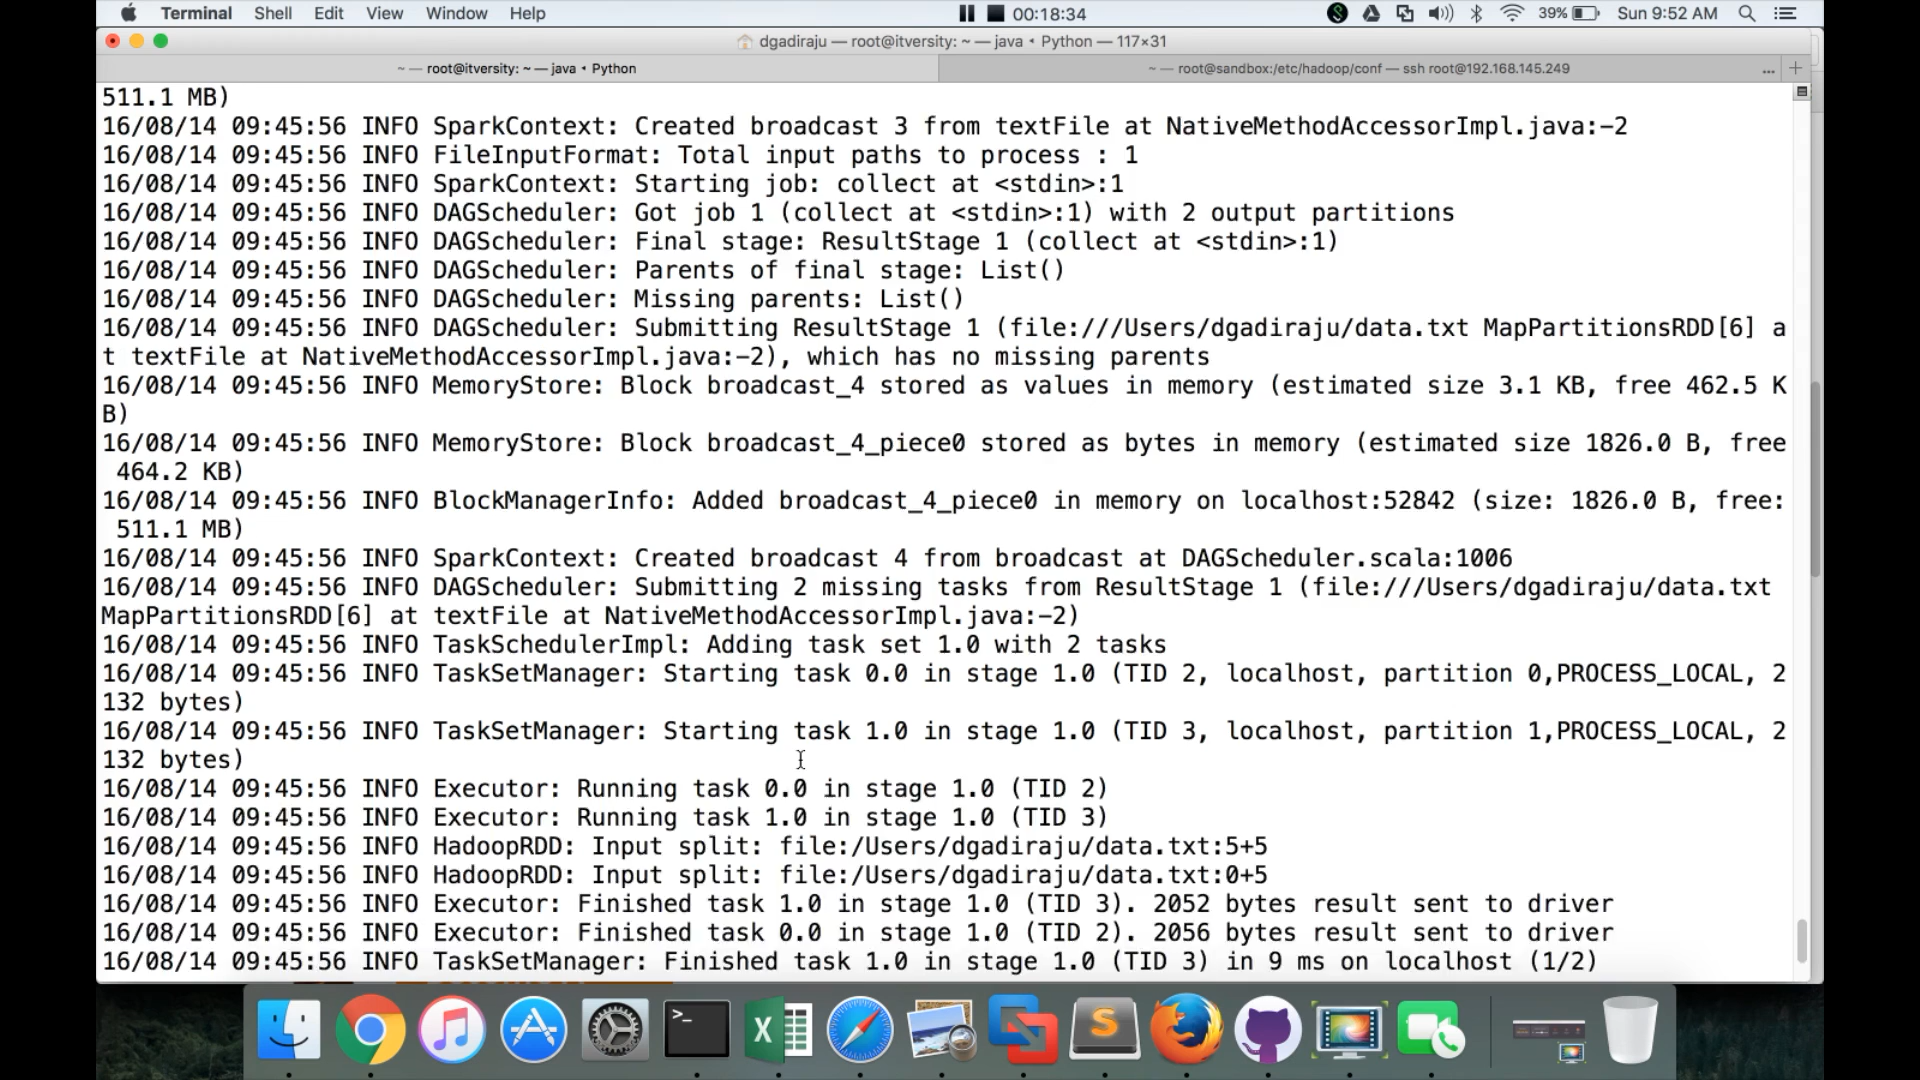 Terminal Shell Edit View Window Help 00:18:34 39% Sun 9:52 AM
dgadiraju — root@itversity: ~ — java • Python — 117×31
~ — root@itversity: ~ — java • Python ~ — root@sandbox:/etc/hadoop/conf — ssh root@192.168.145.249 ... +
511.1 MB)
16/08/14 09:45:56 INFO SparkContext: Created broadcast 3 from textFile at NativeMethodAccessorImpl.java:-2
16/08/14 09:45:56 INFO FileInputFormat: Total input paths to process : 1
16/08/14 09:45:56 INFO SparkContext: Starting job: collect at <stdin>:1
16/08/14 09:45:56 INFO DAGScheduler: Got job 1 (collect at <stdin>:1) with 2 output partitions
16/08/14 09:45:56 INFO DAGScheduler: Final stage: ResultStage 1 (collect at <stdin>:1)
16/08/14 09:45:56 INFO DAGScheduler: Parents of final stage: List()
16/08/14 09:45:56 INFO DAGScheduler: Missing parents: List()
16/08/14 09:45:56 INFO DAGScheduler: Submitting ResultStage 1 (file:///Users/dgadiraju/data.txt MapPartitionsRDD[6] a
t textFile at NativeMethodAccessorImpl.java:-2), which has no missing parents
16/08/14 09:45:56 INFO MemoryStore: Block broadcast_4 stored as values in memory (estimated size 3.1 KB, free 462.5 K
B)
16/08/14 09:45:56 INFO MemoryStore: Block broadcast_4_piece0 stored as bytes in memory (estimated size 1826.0 B, free
464.2 KB)
16/08/14 09:45:56 INFO BlockManagerInfo: Added broadcast_4_piece0 in memory on localhost:52842 (size: 1826.0 B, free:
511.1 MB)
16/08/14 09:45:56 INFO SparkContext: Created broadcast 4 from broadcast at DAGScheduler.scala:1006
16/08/14 09:45:56 INFO DAGScheduler: Submitting 2 missing tasks from ResultStage 1 (file:///Users/dgadiraju/data.txt
MapPartitionsRDD[6] at textFile at NativeMethodAccessorImpl.java:-2)
16/08/14 09:45:56 INFO TaskSchedulerImpl: Adding task set 1.0 with 2 tasks
16/08/14 09:45:56 INFO TaskSetManager: Starting task 0.0 in stage 1.0 (TID 2, localhost, partition 0,PROCESS_LOCAL, 2
132 bytes)
16/08/14 09:45:56 INFO TaskSetManager: Starting task 1.0 in stage 1.0 (TID 3, localhost, partition 1,PROCESS_LOCAL, 2
132 bytes)
16/08/14 09:45:56 INFO Executor: Running task 0.0 in stage 1.0 (TID 2)
16/08/14 09:45:56 INFO Executor: Running task 1.0 in stage 1.0 (TID 3)
16/08/14 09:45:56 INFO HadoopRDD: Input split: file:/Users/dgadiraju/data.txt:5+5
16/08/14 09:45:56 INFO HadoopRDD: Input split: file:/Users/dgadiraju/data.txt:0+5
16/08/14 09:45:56 INFO Executor: Finished task 1.0 in stage 1.0 (TID 3). 2052 bytes result sent to driver
16/08/14 09:45:56 INFO Executor: Finished task 0.0 in stage 1.0 (TID 2). 2056 bytes result sent to driver
16/08/14 09:45:56 INFO TaskSetManager: Finished task 1.0 in stage 1.0 (TID 3) in 9 ms on localhost (1/2)